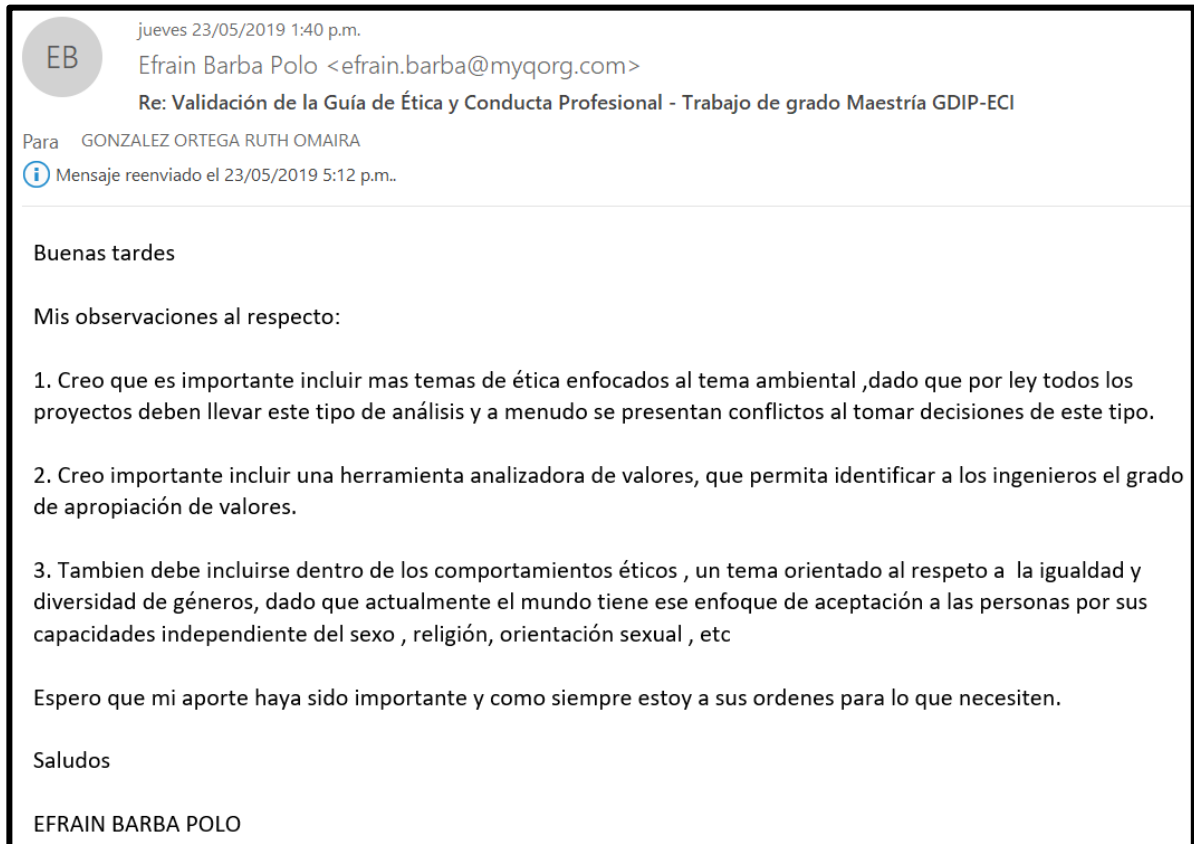 EB
jueves 23/05/2019 1:40 p.m.
Efrain Barba Polo <efrain.barba@myqorg.com>
Re: Validación de la Guía de Ética y Conducta Profesional - Trabajo de grado Maestría GDIP-ECI
Para GONZALEZ ORTEGA RUTH OMAIRA
i Mensaje reenviado el 23/05/2019 5:12 p.m..
Buenas tardes
Mis observaciones al respecto:
1. Creo que es importante incluir mas temas de ética enfocados al tema ambiental ,dado que por ley todos los
proyectos deben llevar este tipo de análisis y a menudo se presentan conflictos al tomar decisiones de este tipo.
2. Creo importante incluir una herramienta analizadora de valores, que permita identificar a los ingenieros el grado
de apropiación de valores.
3. Tambien debe incluirse dentro de los comportamientos éticos , un tema orientado al respeto a  la igualdad y
diversidad de géneros, dado que actualmente el mundo tiene ese enfoque de aceptación a las personas por sus
capacidades independiente del sexo , religión, orientación sexual , etc
Espero que mi aporte haya sido importante y como siempre estoy a sus ordenes para lo que necesiten.
Saludos
EFRAIN BARBA POLO